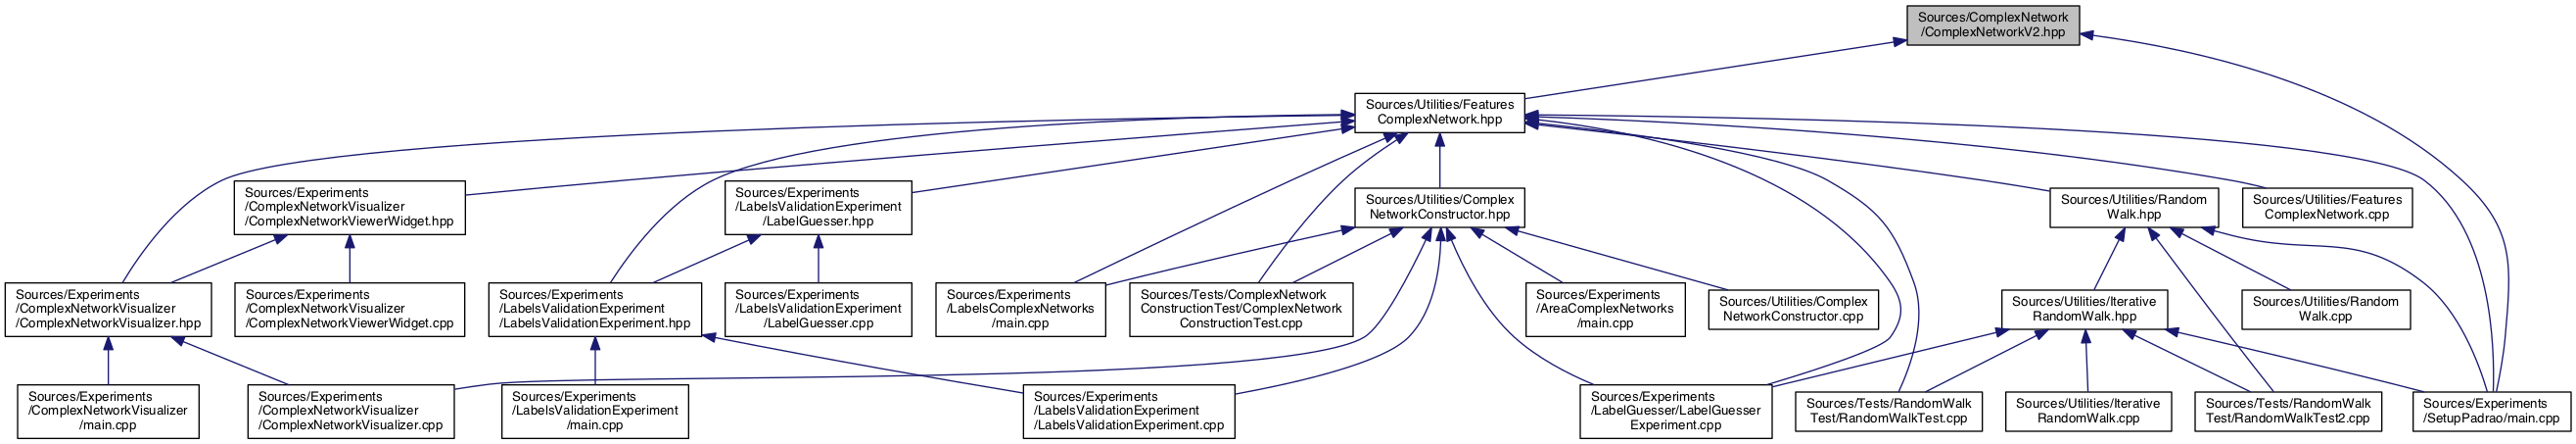 Sources/ComplexNetwork
/ComplexNetworkV2.hpp
Sources/Utilities/Features
ComplexNetwork.hpp
Sources/Experiments
/ComplexNetworkVisualizer
/ComplexNetworkViewerWidget.hpp
Sources/Experiments
/LabelsValidationExperiment
/LabelGuesser.hpp
Sources/Utilities/Complex
NetworkConstructor.hpp
Sources/Utilities/Random
Walk.hpp
Sources/Utilities/Features
ComplexNetwork.cpp
Sources/Experiments
/ComplexNetworkVisualizer
/ComplexNetworkVisualizer.hpp
Sources/Experiments
/ComplexNetworkVisualizer
/ComplexNetworkViewerWidget.cpp
Sources/Experiments
/LabelsValidationExperiment
/LabelsValidationExperiment.hpp
Sources/Experiments
/LabelsValidationExperiment
/LabelGuesser.cpp
Sources/Experiments
/LabelsComplexNetworks
/main.cpp
Sources/Tests/ComplexNetwork
ConstructionTest/ComplexNetwork
ConstructionTest.cpp
Sources/Experiments
/AreaComplexNetworks
/main.cpp
Sources/Utilities/Complex
NetworkConstructor.cpp
Sources/Utilities/Iterative
RandomWalk.hpp
Sources/Utilities/Random
Walk.cpp
Sources/Experiments
/ComplexNetworkVisualizer
/main.cpp
Sources/Experiments
/ComplexNetworkVisualizer
/ComplexNetworkVisualizer.cpp
Sources/Experiments
/LabelsValidationExperiment
/main.cpp
Sources/Experiments
/LabelsValidationExperiment
/LabelsValidationExperiment.cpp
Sources/Experiments
/LabelGuesser/LabelGuesser
Experiment.cpp
Sources/Tests/RandomWalk
Test/RandomWalkTest.cpp
Sources/Utilities/Iterative
RandomWalk.cpp
Sources/Tests/RandomWalk
Test/RandomWalkTest2.cpp
Sources/Experiments
/SetupPadrao/main.cpp